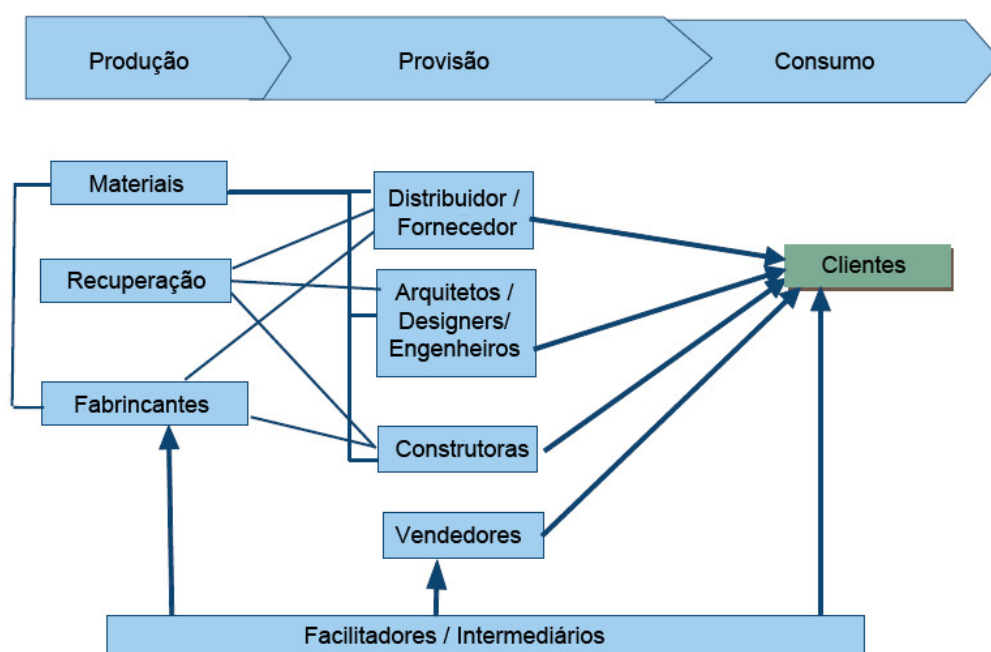 Produção
Provisão
Consumo
Materiais
Distribuidor /
Fornecedor
Clientes
Recuperação
Arquitetos /
Designers/
Engenheiros
Fabrincantes
Construtoras
Vendedores
Facilitadores / Intermediários